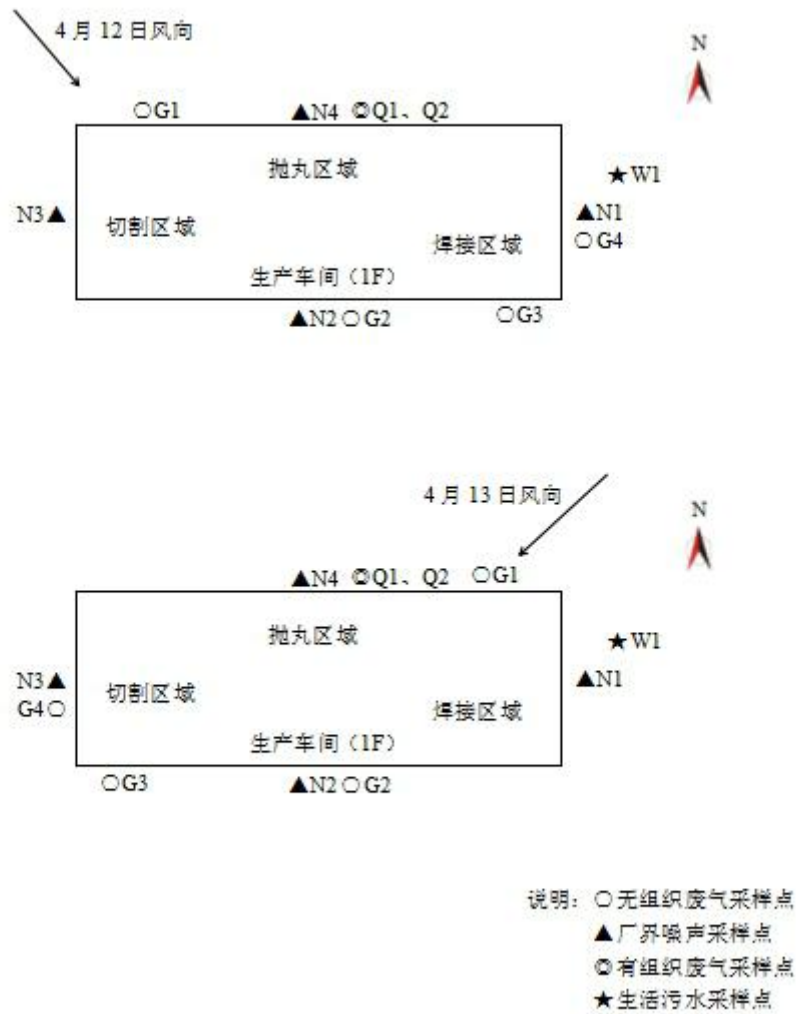 4月12日风向
N
○G1 ▲N4 ◎Q1、Q2
抛丸区域
★W1
N3▲ 切割区域 ▲N1
焊接区域 ○G4
生产车间（1F）
▲N2○G2 ○G3
4月13日风向
N
▲N4 ◎Q1、Q2 ○G1
抛丸区域
★W1
N3▲ 切割区域 ▲N1
G4○ 焊接区域
生产车间（1F）
○G3 ▲N2○G2
说明：○无组织废气采样点
▲厂界噪声采样点
◎有组织废气采样点
★生活污水采样点